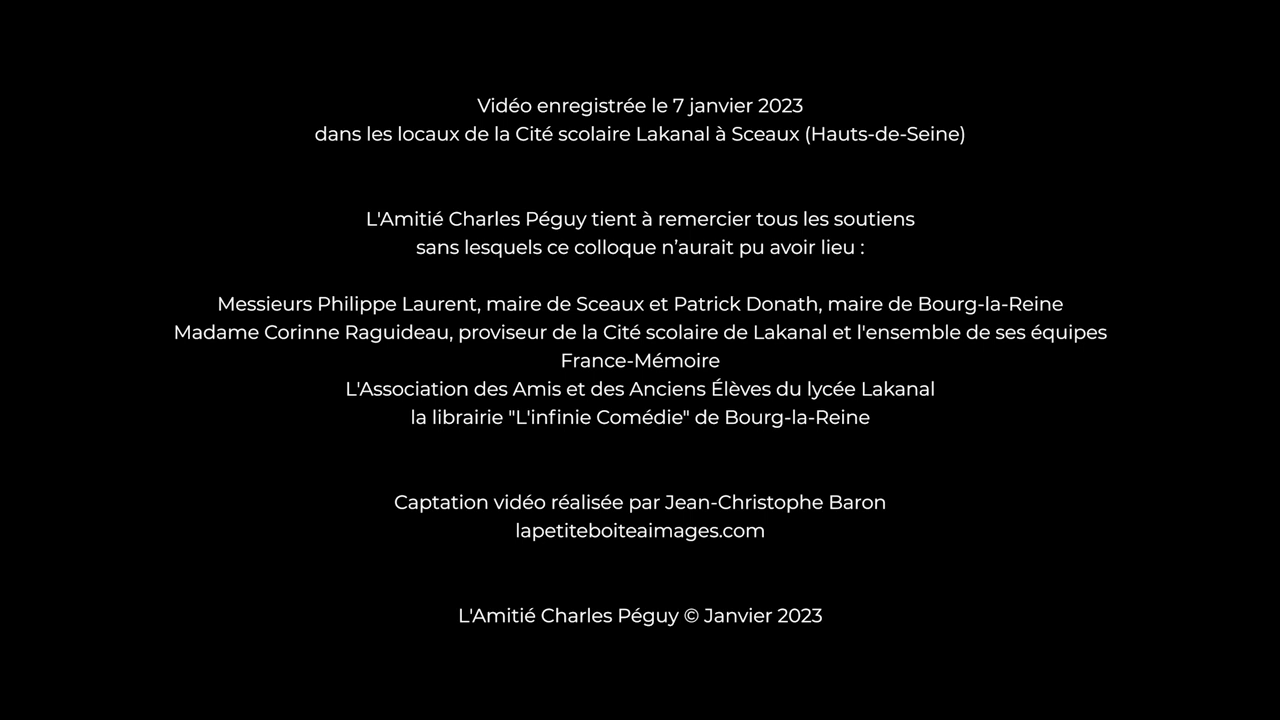 Vidéo enregistrée le 7 janvier 2023
dans les locaux de la Cité scolaire Lakanal à Sceaux (Hauts-de-Seine)
L'Amitié Charles Péguy tient à remercier tous les soutiens
sans lesquels ce colloque n’aurait pu avoir lieu :
Messieurs Philippe Laurent, maire de Sceaux et Patrick Donath, maire de Bourg-la-Reine
Madame Corinne Raguideau, proviseur de la Cité scolaire de Lakanal et l'ensemble de ses équipes
France-Mémoire
L'Association des Amis et des Anciens Élèves du lycée Lakanal
la librairie "L'infinie Comédie" de Bourg-la-Reine
Captation vidéo réalisée par Jean-Christophe Baron
lapetiteboiteaimages.com
L'Amitié Charles Péguy © Janvier 2023